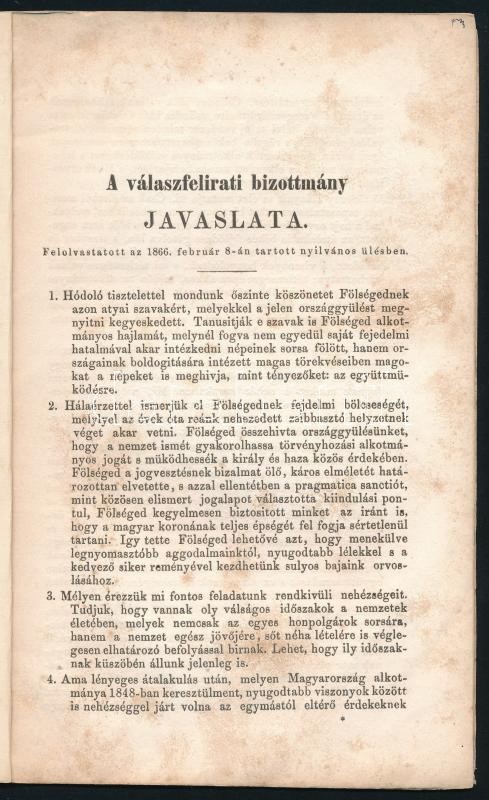 A válaszfelirati bizottmány
JAVASLATA.
Felolvastatott az 1866. február 8-án tartott nyilvános ülésben.
1. Hódoló tisztelettel mondunk őszinte köszönetet Fölségednek
azon atyai szavakért, melyekkel a jelen országgyülést meg-
nyitni kegyeskedett. Tanusitják e szavak is Fölséged alkot-
mányos hajlamát, melynél fogva nem egyedül saját fejedelmi
hatalmával akar intézkedni népeinek sorsa fölött, hanem or-
szágainak boldogitására intézett magas törekvéseiben mago-
kat a népeket is meghivja, mint tényezőket: az együttmü-
ködésre.
2. Hálaérzettel ismerjük el Fölségednek fejdelmi bölcseségét,
melylyel az évek óta reánk nehezedett zsibbasztó helyzetnek
véget akar vetni. Fölséged összehivta országgyülésünket,
hogy a nemzet ismét gyakorolhassa törvényhozási alkotmá-
nyos jogát s müködhessék a király és haza közös érdekében.
Fölséged a jogvesztésnek bizalmat ölő, káros elméletét hatá-
rozottan elvetette, s azzal ellentétben a pragmatica sanctiót,
mint közösen elismert jogalapot választotta kiindulási pon-
tul, Fölséged kegyelmesen biztositott minket az iránt is,
hogy a magyar koronának teljes épségét fel fogja sértetlenül
tartani. Igy tette Fölséged lehetővé azt, hogy menekülve
legnyomasztóbb aggodalmainktól, nyugodtabb lélekkel s a
kedvező siker reményével kezdhetünk sulyos bajaink orvos-
lásához.
3. Mélyen érezzük mi fontos feladatunk rendkivüli nehézségeit.
Tudjuk, hogy vannak oly válságos időszakok a nemzetek
életében, melyek nemcsak az egyes honpolgárok sorsára,
hanem a nemzet egész jövőjére, sőt néha lételére is végle-
gesen elhatározó befolyással birnak. Lehet, hogy ily időszak-
nak küszöbén állunk jelenleg is.
4. Ama lényeges átalakulás után, melyen Magyarország alkot-
mánya 1848-ban keresztülment, nyugodtabb viszonyok között
is nehézséggel járt volna az egymástól eltérő érdekeknek
*